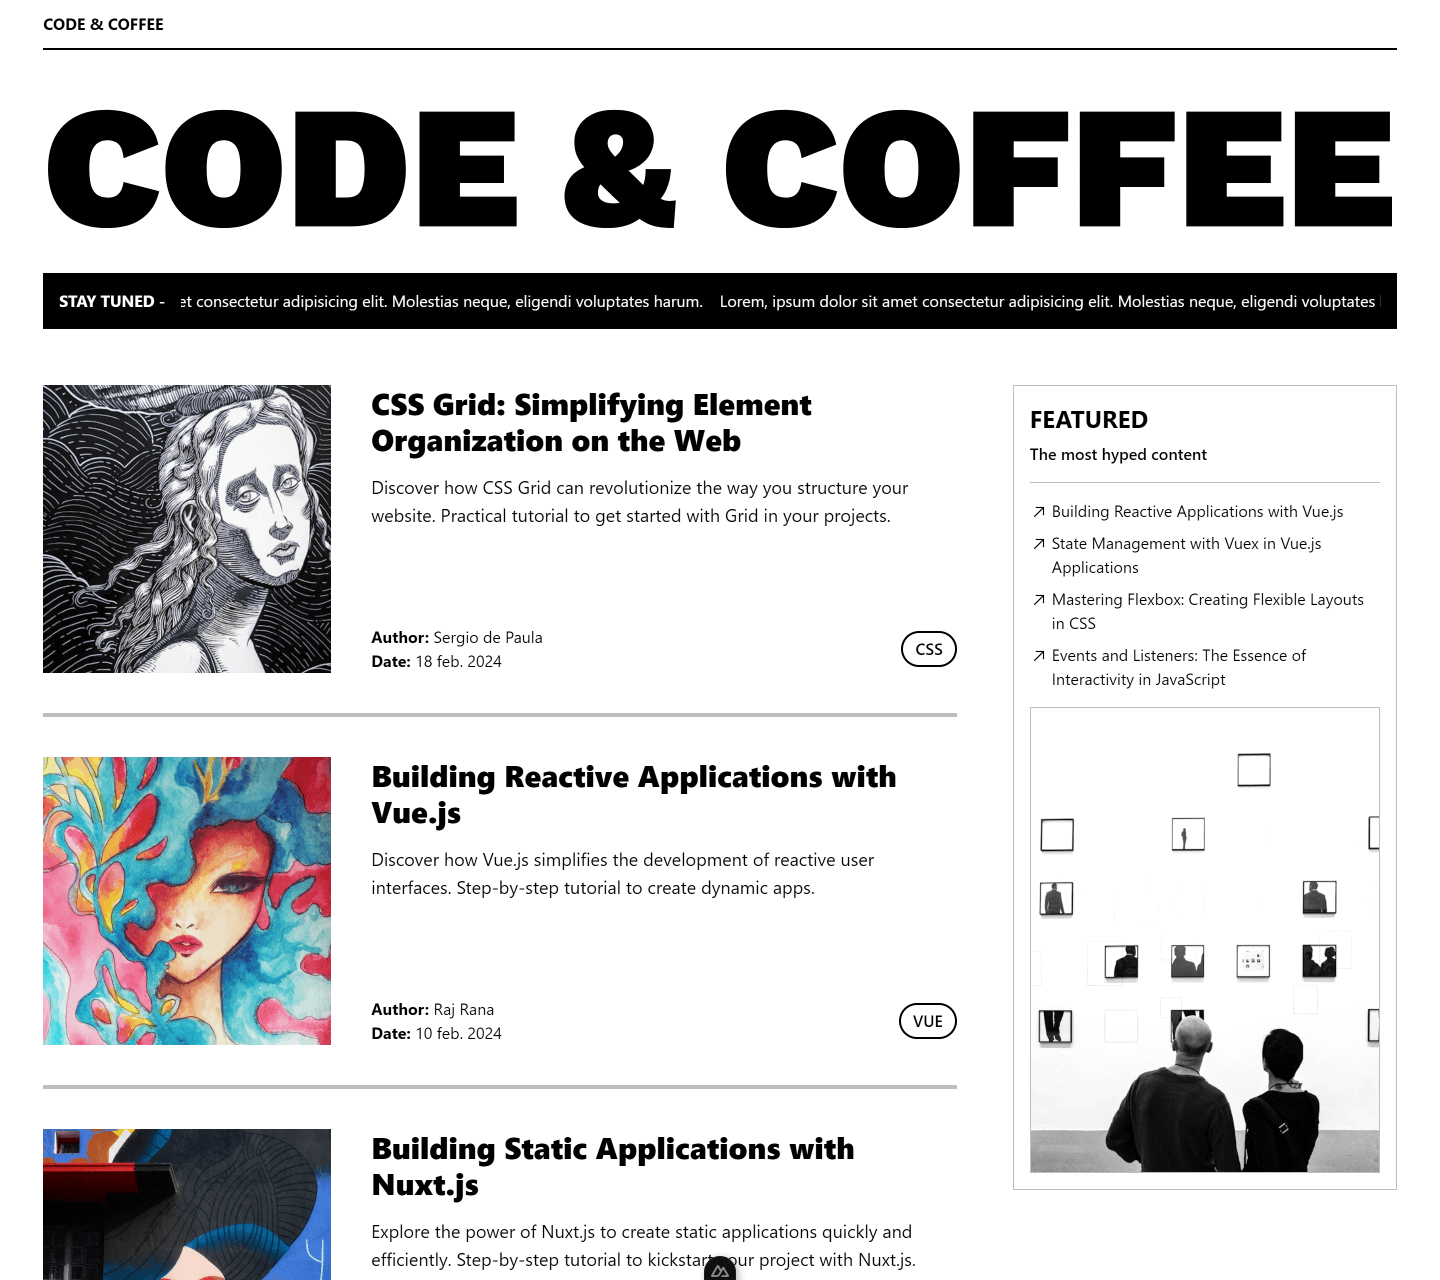 CODE & COFFEE
CODE & COFFEE
STAY TUNED - et consectetur adipisicing elit. Molestias neque, eligendi voluptates harum. Lorem, ipsum dolor sit amet consectetur adipisicing elit. Molestias neque, eligendi voluptates
CSS Grid: Simplifying Element
Organization on the Web
Discover how CSS Grid can revolutionize the way you structure your
website. Practical tutorial to get started with Grid in your projects.
Author: Sergio de Paula
Date: 18 feb. 2024
CSS
Building Reactive Applications with
Vue.js
Discover how Vue.js simplifies the development of reactive user
interfaces. Step-by-step tutorial to create dynamic apps.
Author: Raj Rana
Date: 10 feb. 2024
VUE
Building Static Applications with
Nuxt.js
Explore the power of Nuxt.js to create static applications quickly and
efficiently. Step-by-step tutorial to kickstart your project with Nuxt.js.
FEATURED
The most hyped content
Building Reactive Applications with Vue.js
State Management with Vuex in Vue.js
Applications
Mastering Flexbox: Creating Flexible Layouts
in CSS
Events and Listeners: The Essence of
Interactivity in JavaScript